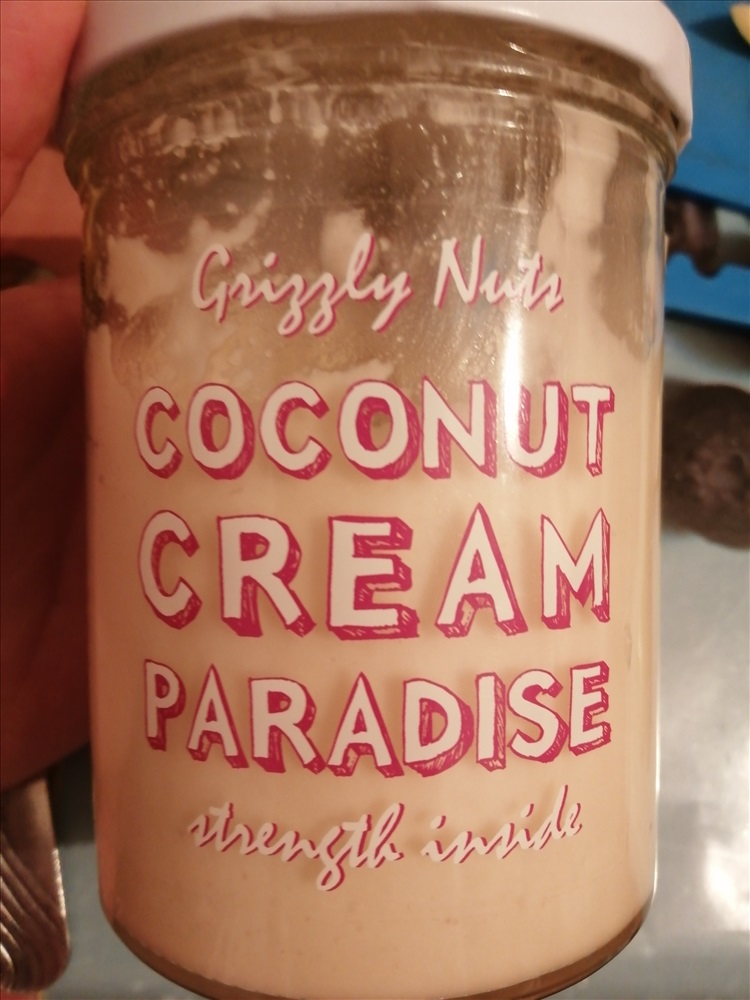 Grizzly Nuts
COCONUT
CREAM
PARADISE
strength inside